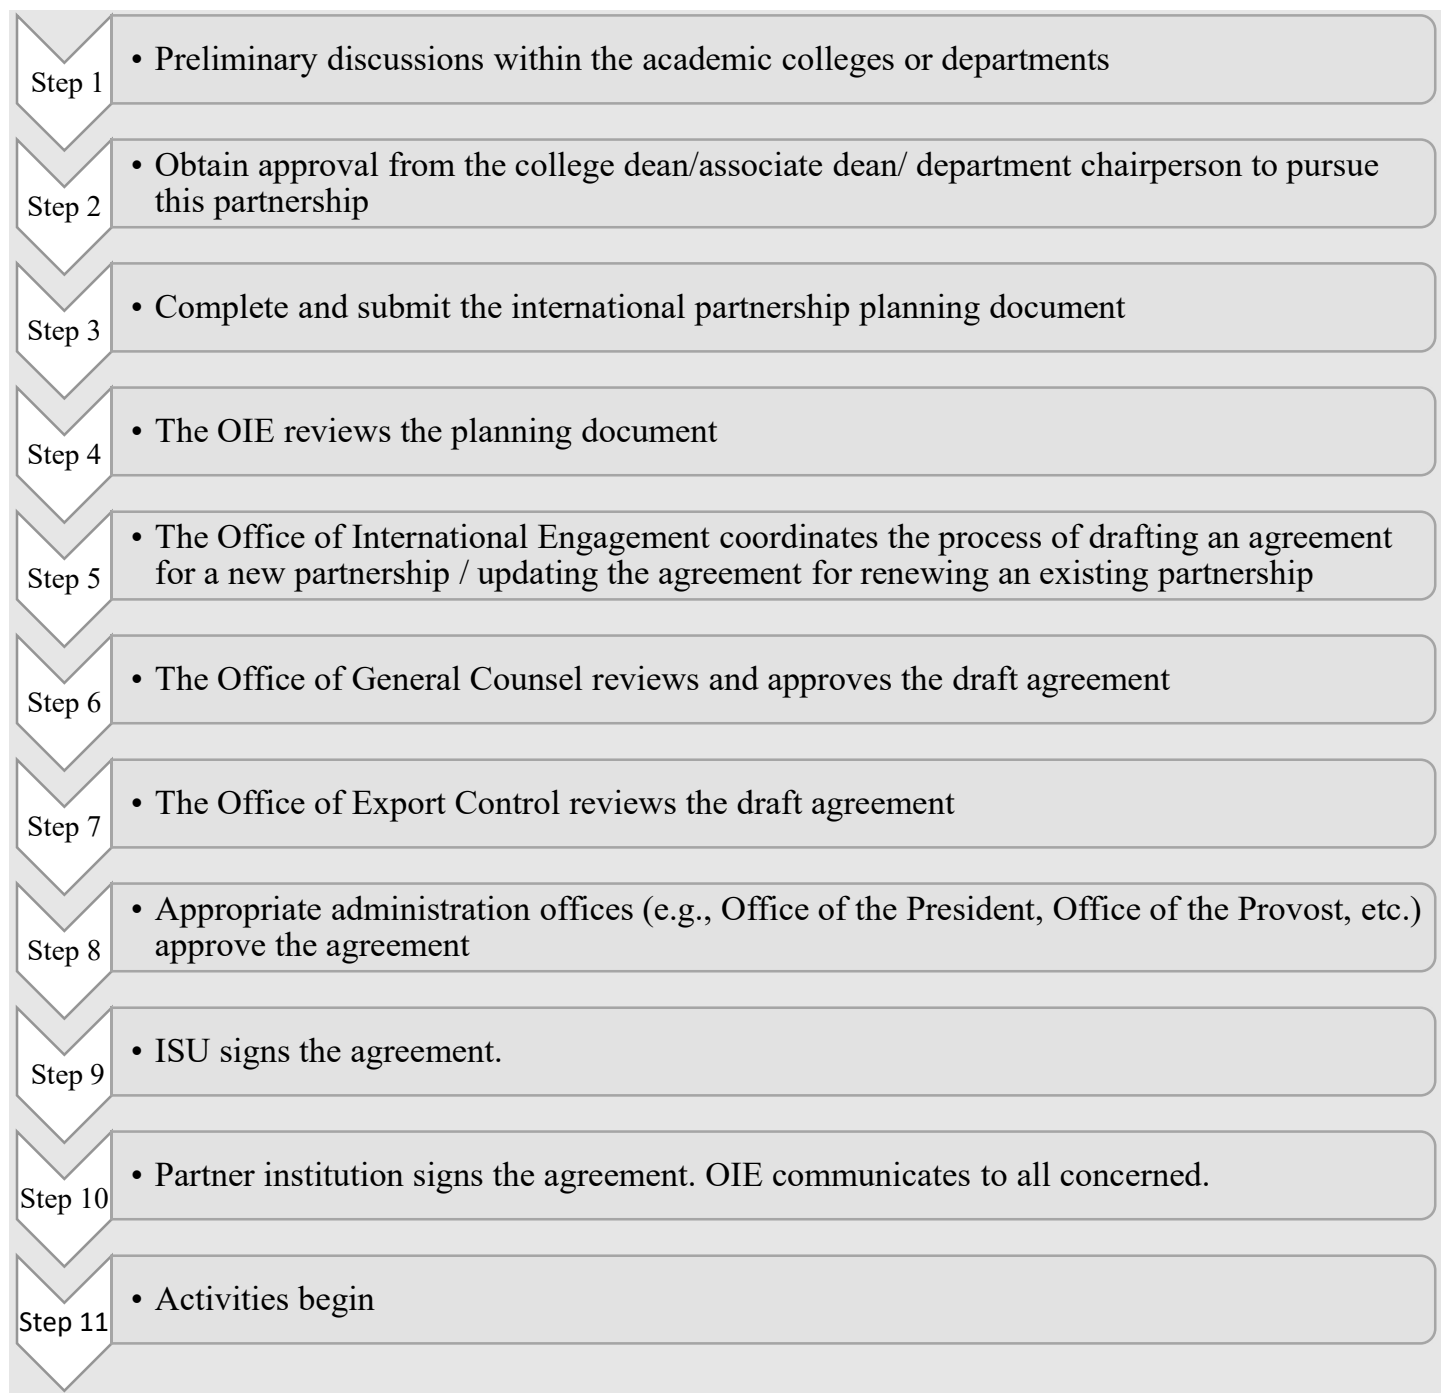 Step 1
• Preliminary discussions within the academic colleges or departments
Step 2
• Obtain approval from the college dean/associate dean/ department chairperson to pursue
this partnership
Step 3
• Complete and submit the international partnership planning document
Step 4
• The OIE reviews the planning document
Step 5
• The Office of International Engagement coordinates the process of drafting an agreement
for a new partnership / updating the agreement for renewing an existing partnership
Step 6
• The Office of General Counsel reviews and approves the draft agreement
Step 7
• The Office of Export Control reviews the draft agreement
Step 8
• Appropriate administration offices (e.g., Office of the President, Office of the Provost, etc.)
approve the agreement
Step 9
• ISU signs the agreement.
Step 10
• Partner institution signs the agreement. OIE communicates to all concerned.
Step 11
• Activities begin